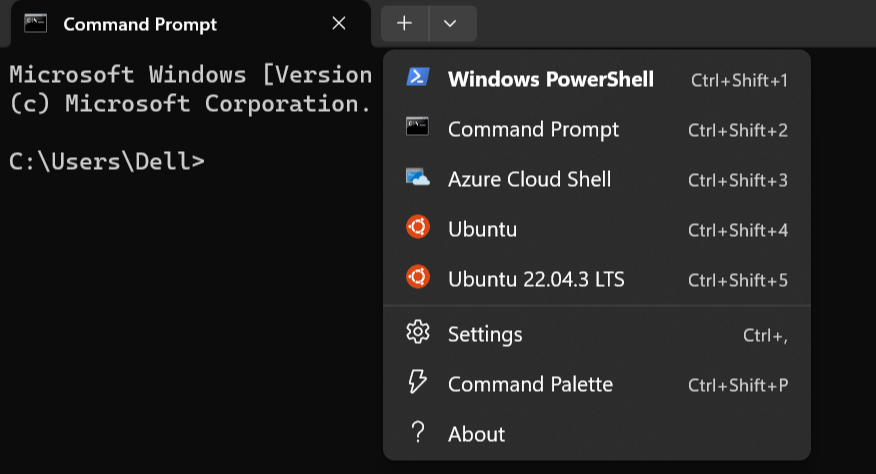 Command Prompt
Microsoft Windows [Version
(c) Microsoft Corporation.
C:\Users\Dell>
Windows PowerShell Ctrl+Shift+1
Command Prompt Ctrl+Shift+2
Azure Cloud Shell Ctrl+Shift+3
Ubuntu Ctrl+Shift+4
Ubuntu 22.04.3 LTS Ctrl+Shift+5
Settings Ctrl+,
Command Palette Ctrl+Shift+P
About